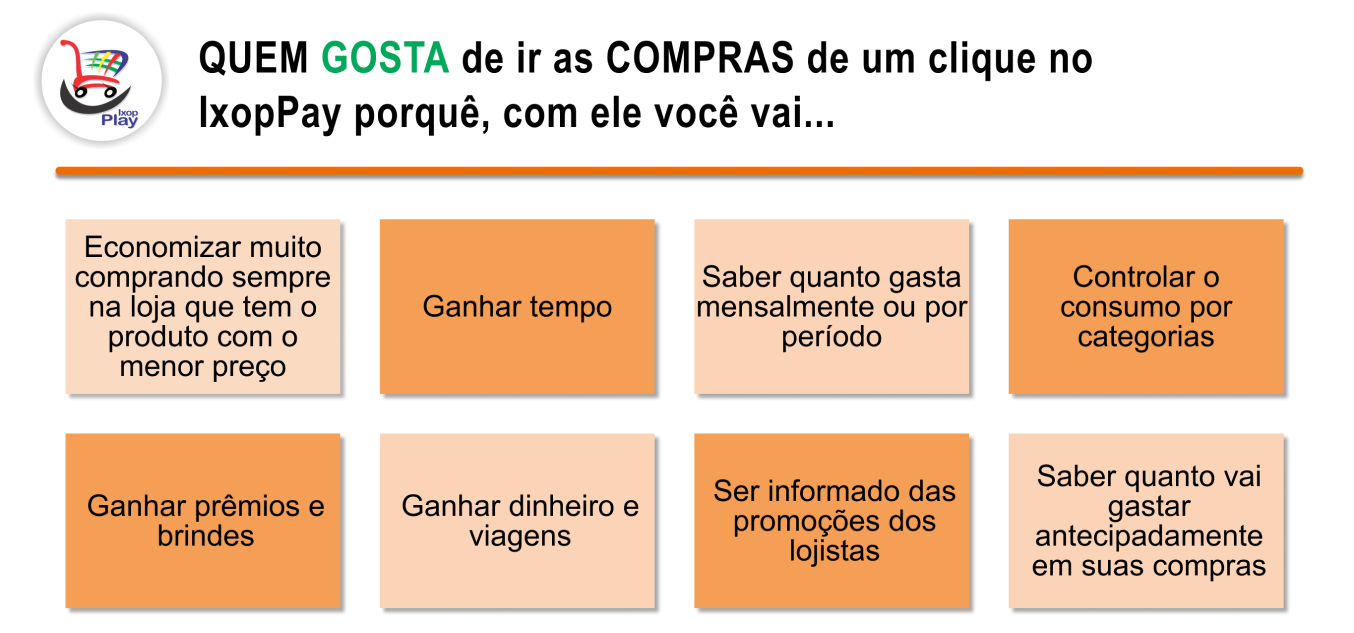 Ixop
Play
QUEM GOSTA de ir as COMPRAS de um clique no
IxopPay porquê, com ele você vai...
Economizar muito
comprando sempre
na loja que tem o
produto com o
menor preço
Ganhar tempo
Saber quanto gasta
mensalmente ou por
período
Controlar o
consumo por
categorias
Ganhar prêmios e
brindes
Ganhar dinheiro e
viagens
Ser informado das
promoções dos
lojistas
Saber quanto vai
gastar
antecipadamente
em suas compras